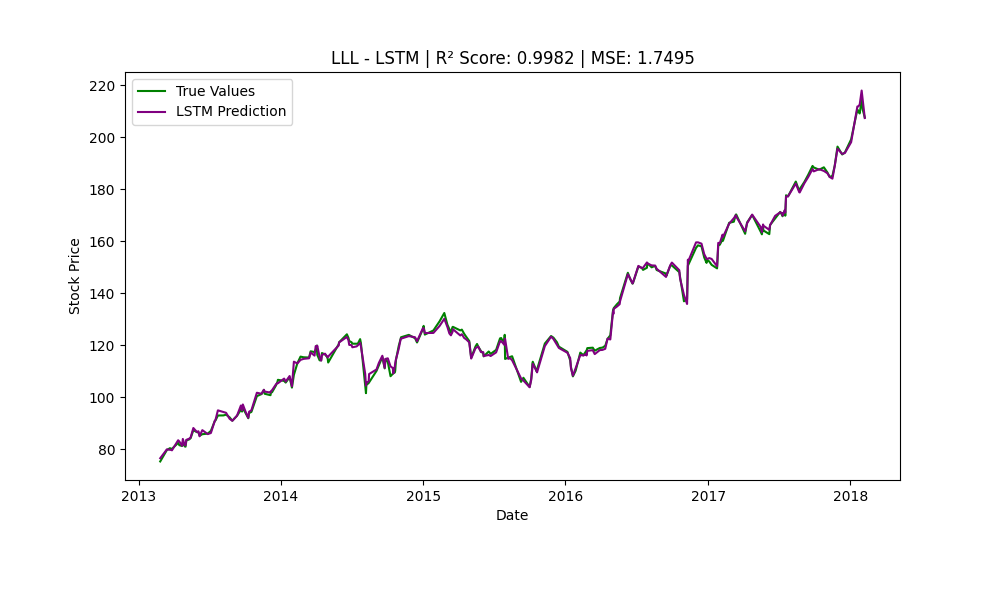 LLL - LSTM | R² Score: 0.9982 | MSE: 1.7495
True Values
LSTM Prediction
Stock Price
220
200
180
160
140
120
100
80
2013 2014 2015 2016 2017 2018
Date